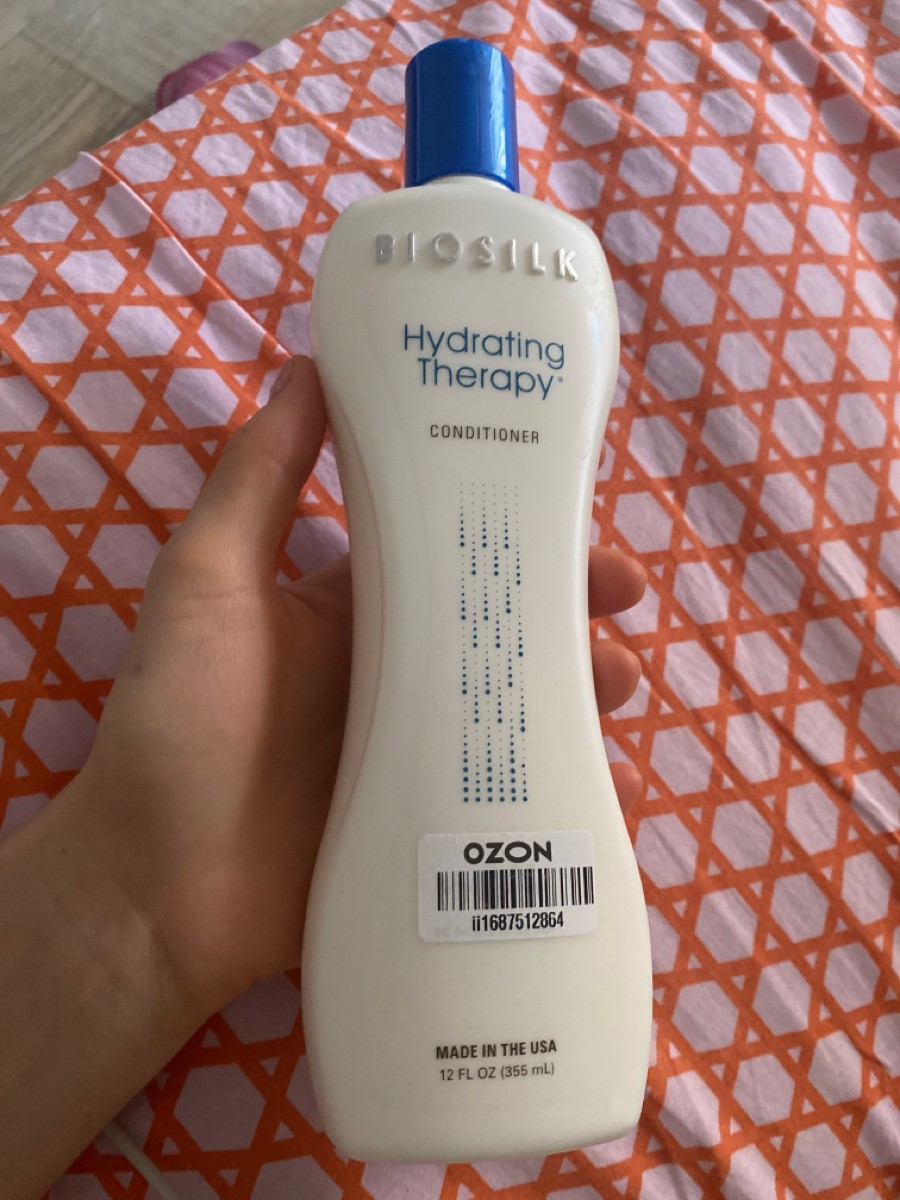 BIOSILK
Hydrating
Therapy®
CONDITIONER
OZON
ii1687512864
MADE IN THE USA
12 FL OZ (355 mL)